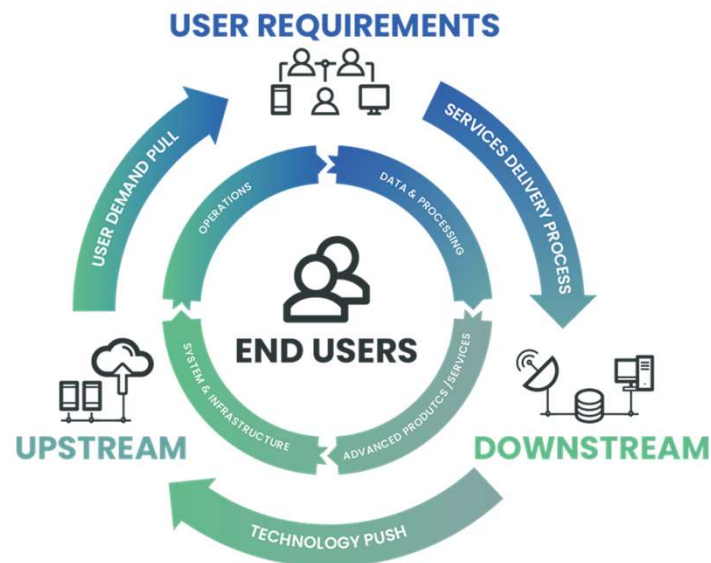 USER REQUIREMENTS
USER DEMAND PULL
SERVICES DELIVERY PROCESS
OPERATIONS
DATA & PROCESSING
END USERS
SYSTEM & INFRASTRUCTURE
ADVANCED PRODUTCS /SERVICES
UPSTREAM
DOWNSTREAM
TECHNOLOGY PUSH